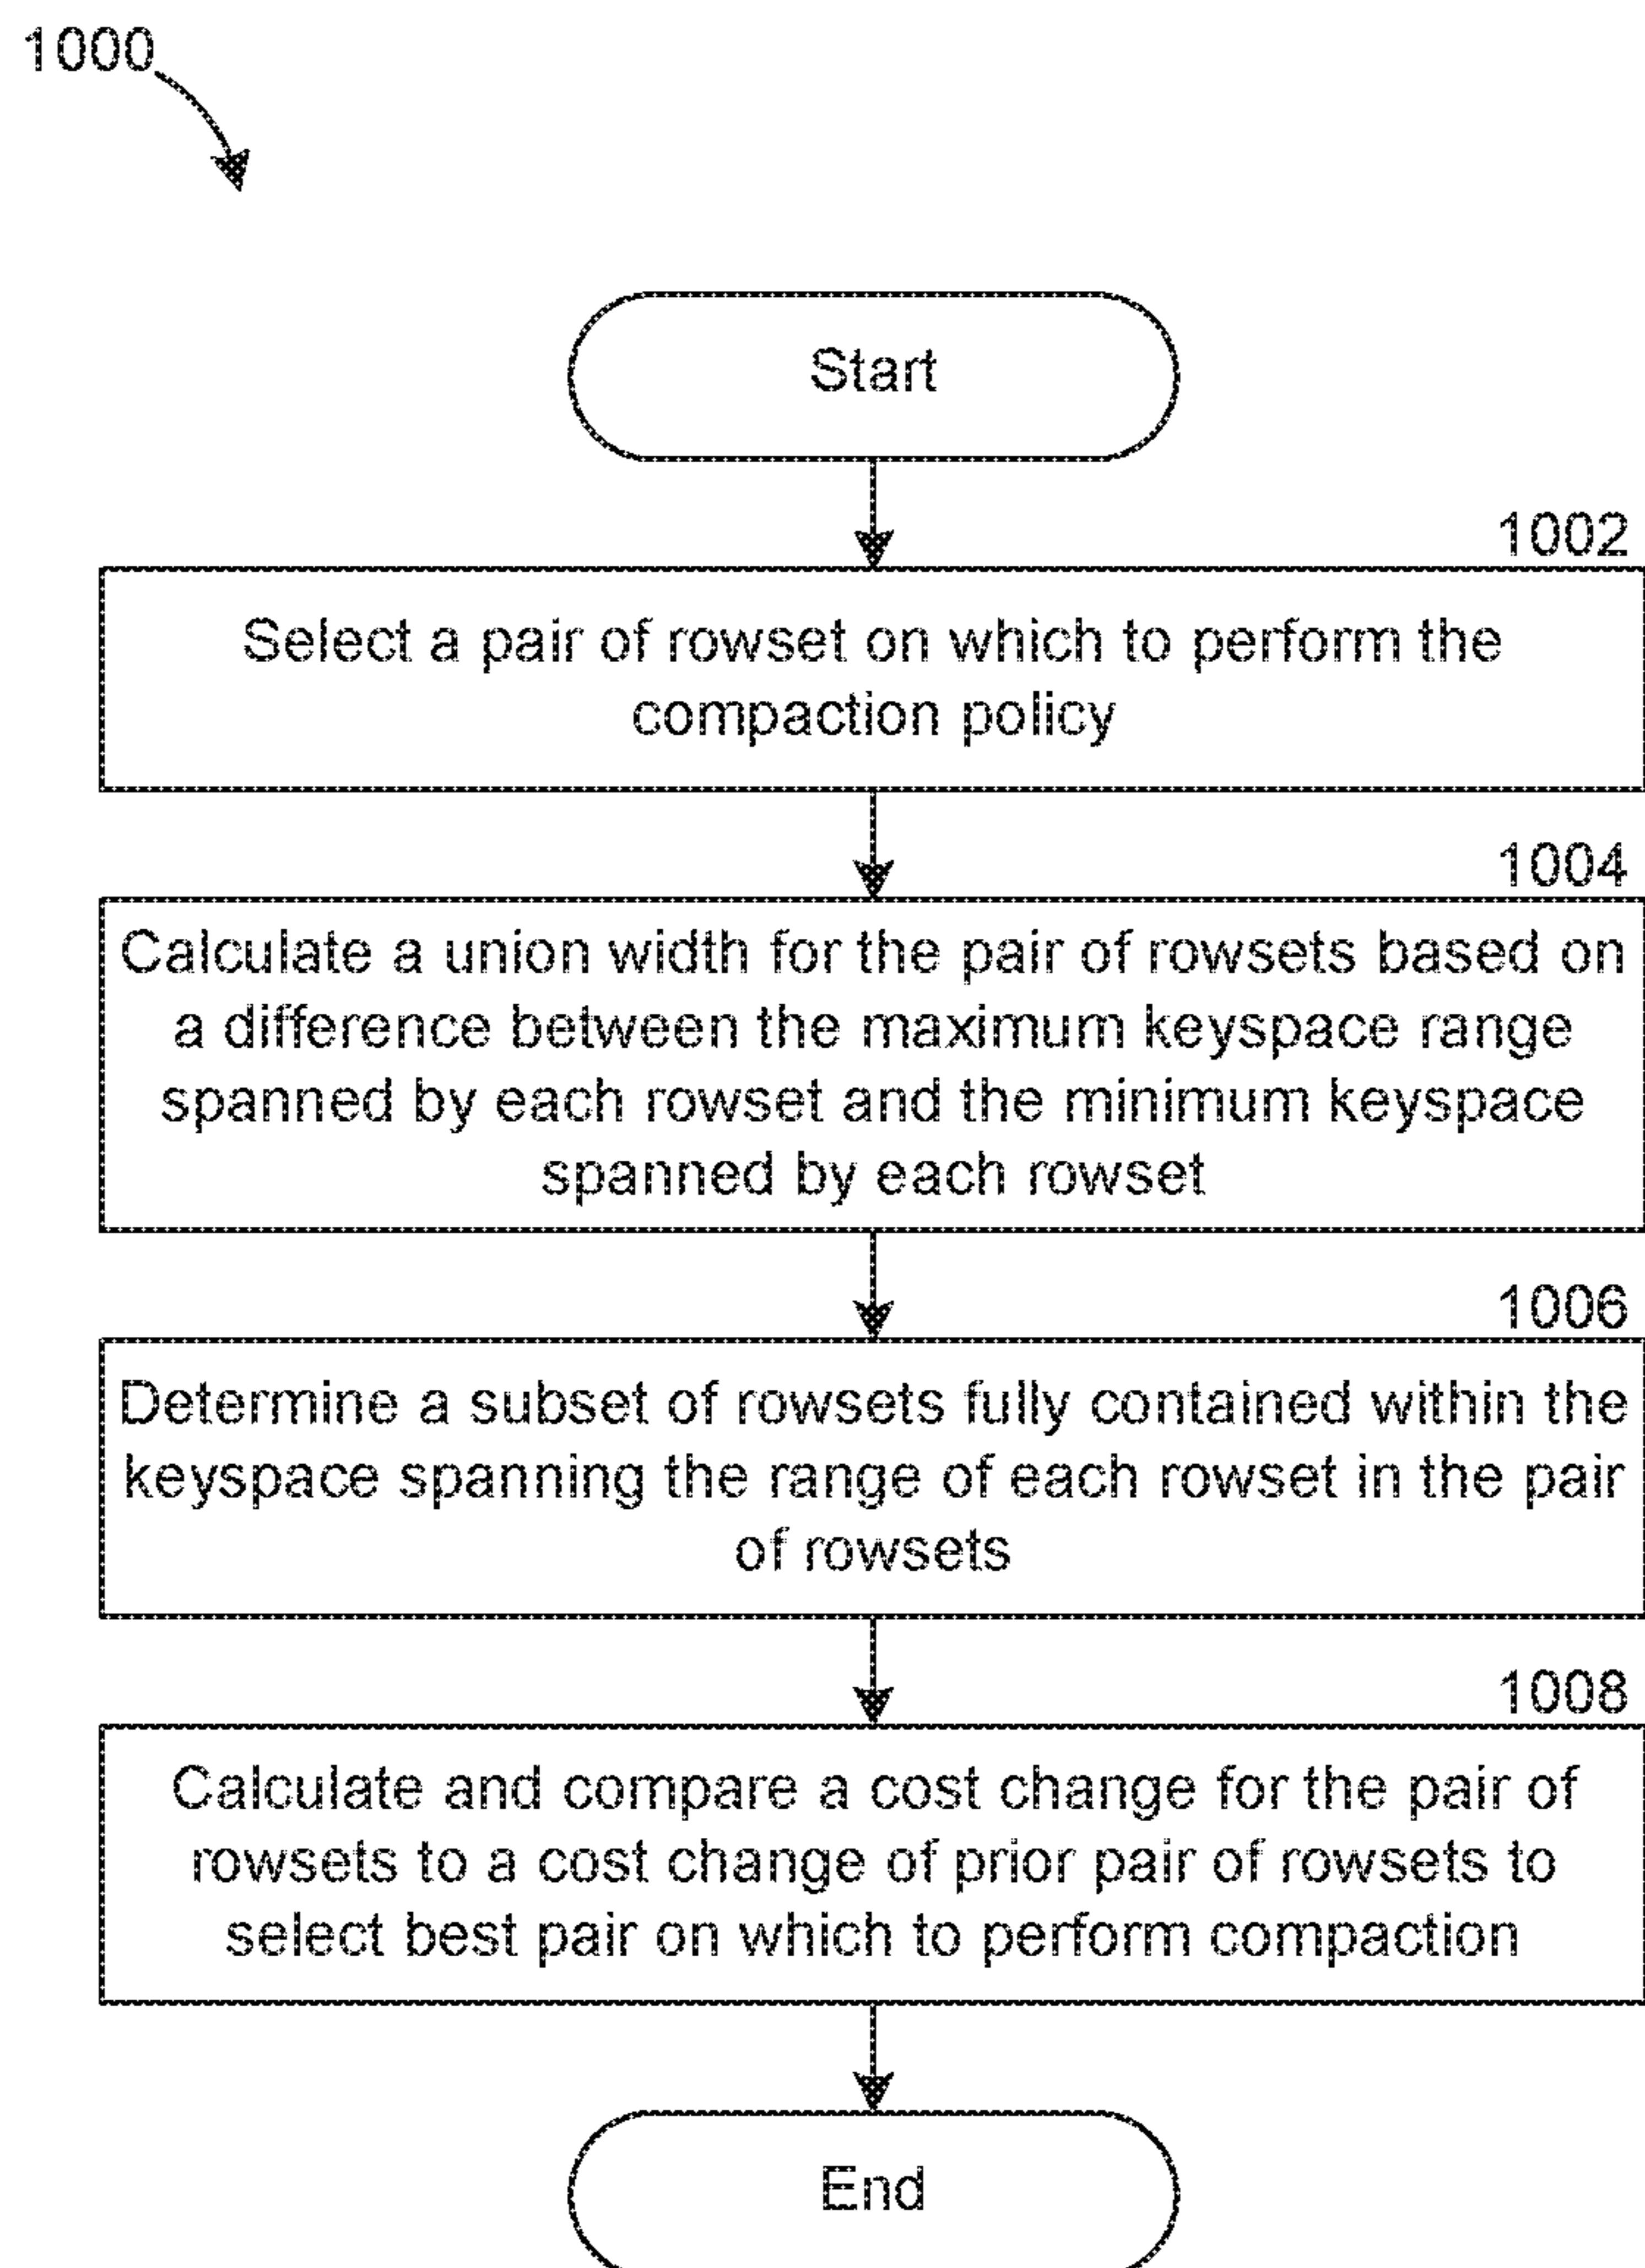 1000
Start
1002
Select a pair of rowset on which to perform the
compaction policy
1004
Calculate a union width for the pair of rowsets based on
a difference between the maximum keyspace range
spanned by each rowset and the minimum keyspace
spanned by each rowset
1006
Determine a subset of rowsets fully contained within the
keyspace spanning the range of each rowset in the pair
of rowsets
1008
Calculate and compare a cost change for the pair of
rowsets to a cost change of prior pair of rowsets to
select best pair on which to perform compaction
End